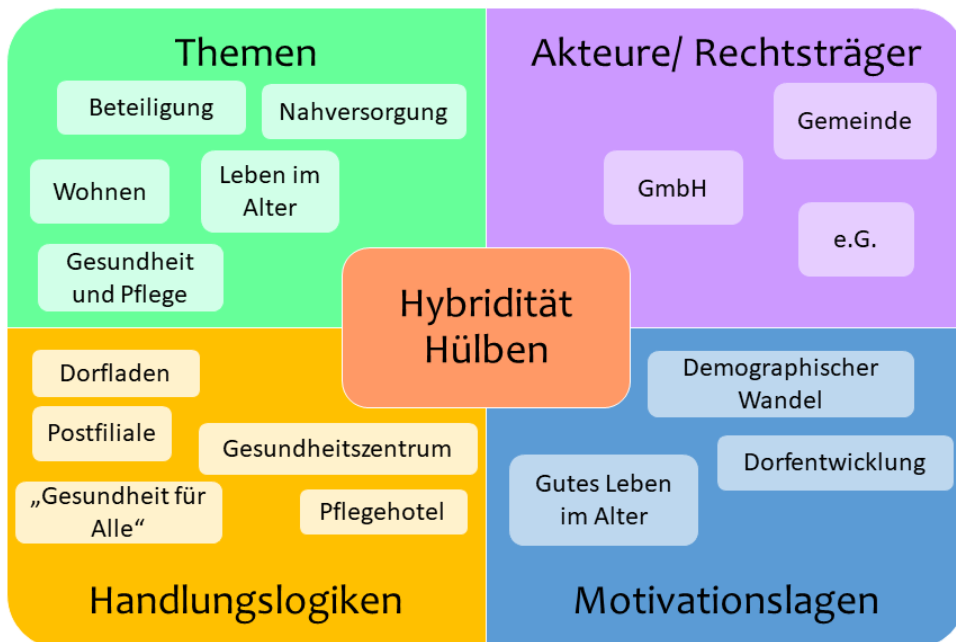 Themen
Beteiligung
Nahversorgung
Wohnen
Leben im
Alter
Gesundheit
und Pflege
Akteure/ Rechtsträger
Gemeinde
GmbH
e.G.
Hybridität
Hülben
Dorfladen
Postfiliale
Gesundheitszentrum
„Gesundheit für
Alle“
Pflegehotel
Handlungslogiken
Demographischer
Wandel
Dorfentwicklung
Gutes Leben
im Alter
Motivationslagen